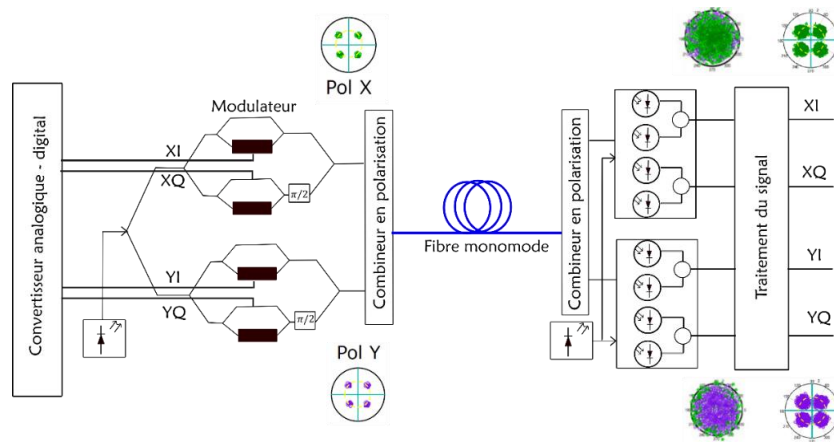 Pol X
Modulateur
XI
XQ
π/2
YI
YQ
π/2
Pol Y
Convertisseur analogique - digital
Combineur en polarisation
Fibre monomode
Combineur en polarisation
Traitement du signal
XI
XQ
YI
YQ